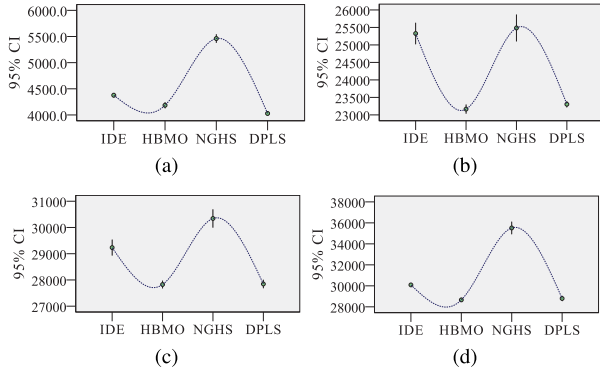 6000.0
5500.0
5000.0
4500.0
4000.0
95% CI
IDE HBMO NGHS DPLS
(a)
26000
25500
25000
24500
24000
23500
23000
95% CI
IDE HBMO NGHS DPLS
(b)
31000
30000
29000
28000
27000
95% CI
IDE HBMO NGHS DPLS
(c)
38000
36000
34000
32000
30000
28000
95% CI
IDE HBMO NGHS DPLS
(d)